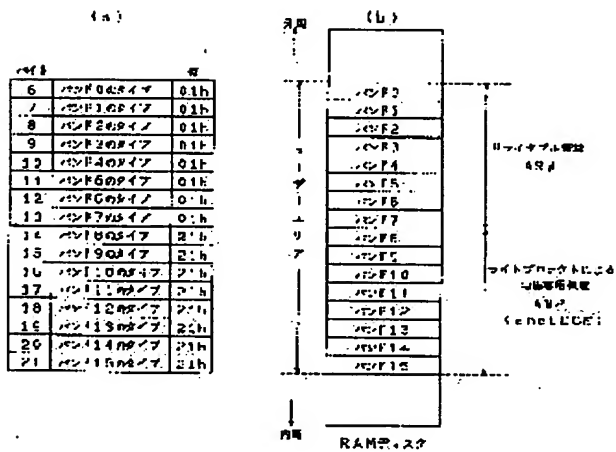 (a)
バイト
値
6 バンド0のタイプ 01h
7 バンド1のタイプ 01h
8 バンド2のタイプ 01h
9 バンド3のタイプ 01h
10 バンド4のタイプ 01h
11 バンド5のタイプ 01h
12 バンド6のタイプ 01h
13 バンド7のタイプ 01h
14 バンド8のタイプ 21h
15 バンド9のタイプ 21h
16 バンド10のタイプ 21h
17 バンド11のタイプ 21h
18 バンド12のタイプ 21h
19 バンド13のタイプ 21h
20 バンド14のタイプ 21h
21 バンド15のタイプ 21h
(b)
外周
ユーザーエリア
バンド0
バンド1
バンド2
バンド3
バンド4
バンド5
バンド6
バンド7
バンド8
バンド9
バンド10
バンド11
バンド12
バンド13
バンド14
バンド15
リライタブル領域
ライトプロテクトによる
再生専用領域
内周
RAMディスク